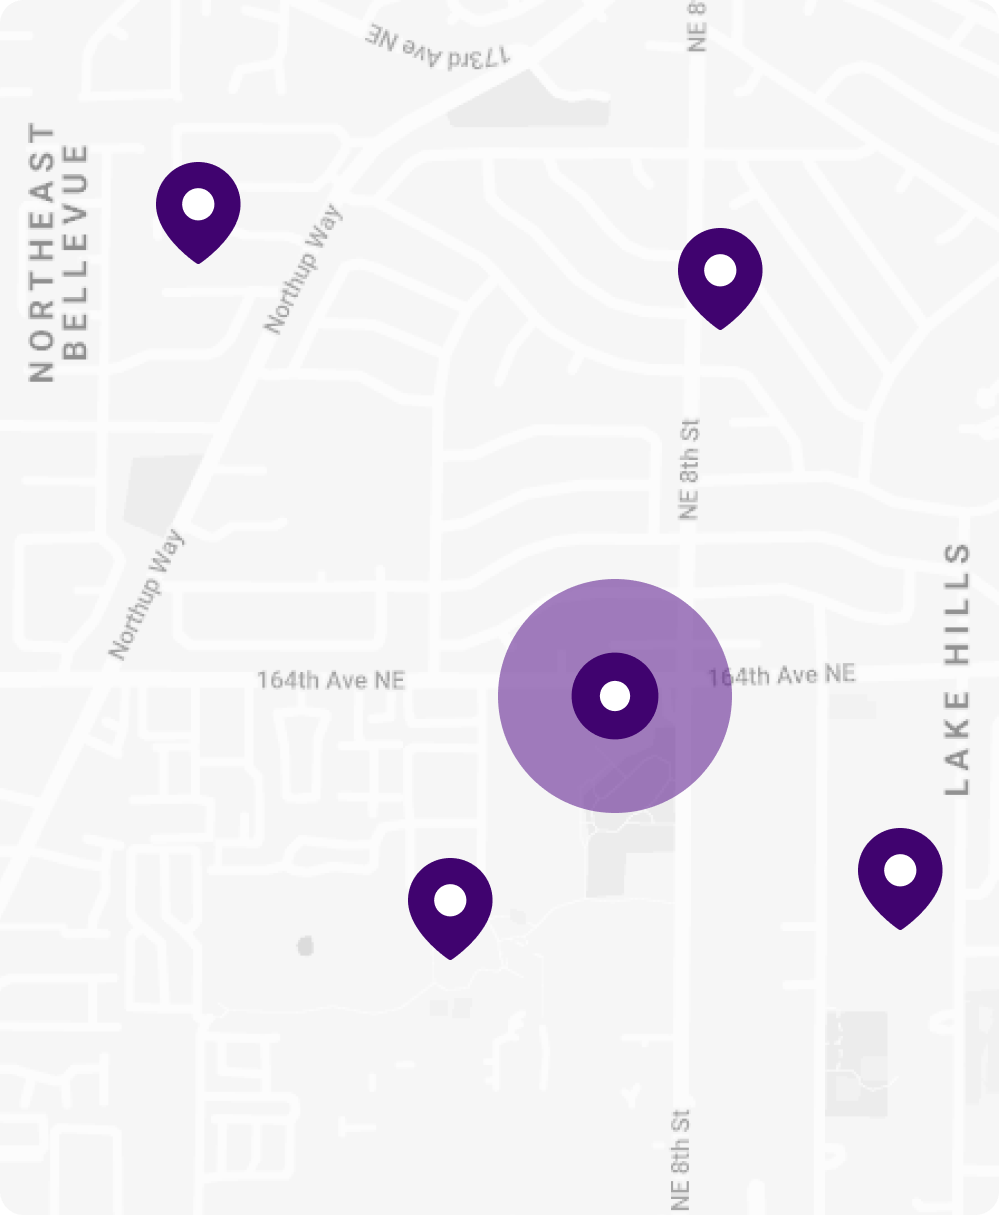 173rd Ave NE
NE 8
NORTHEAST
BELLEVUE
Northup Way
NE 8th St
Northup Way
LAKE HILLS
164th Ave NE
164th Ave NE
NE 8th St